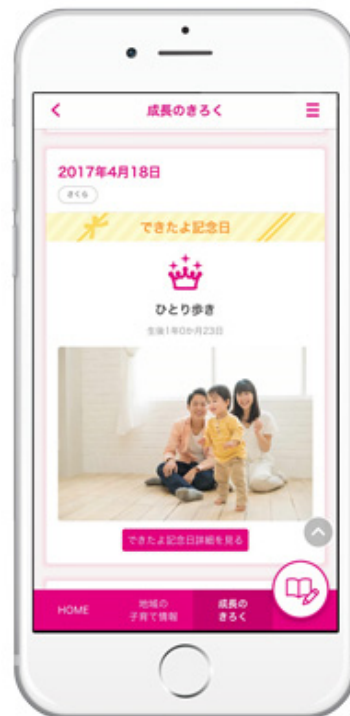 成長のきろく
2017年4月18日
さくら
できたよ記念日
ひとり歩き
生後1年0か月23日
できたよ記念日詳細を見る
HOME
地域の
子育て情報
成長の
きろく